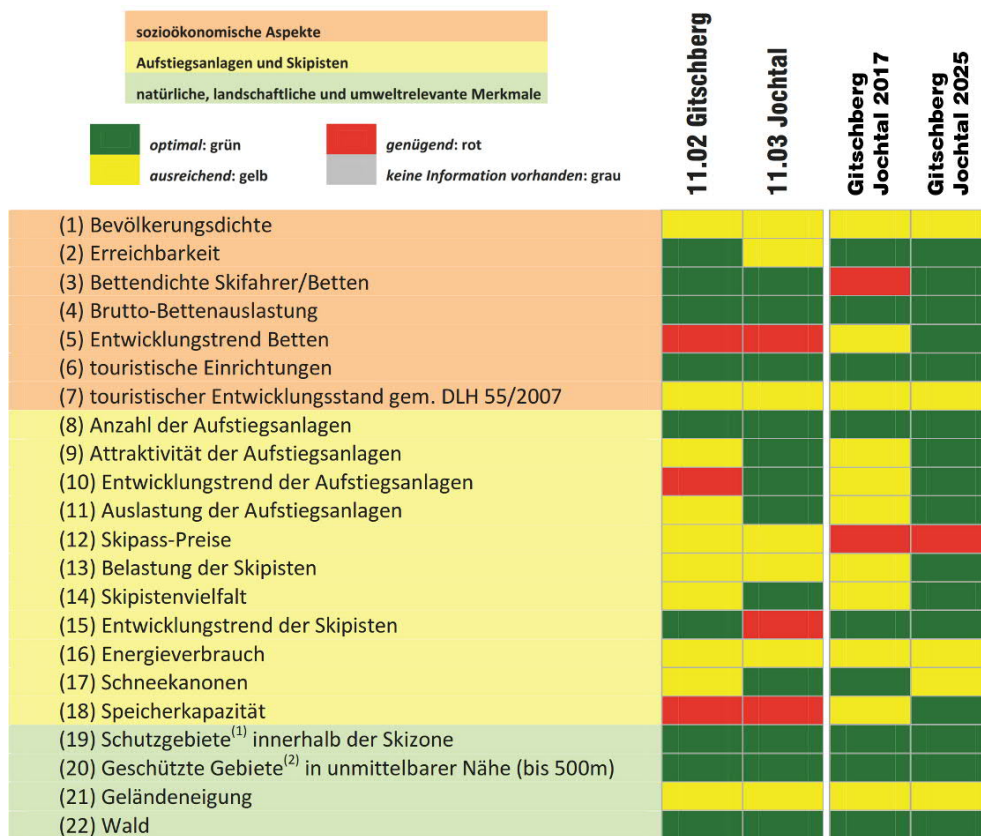 sozioökonomische Aspekte
Aufstiegsanlagen und Skipisten
natürliche, landschaftliche und umweltrelevante Merkmale
optimal: grün
genügend: rot
ausreichend: gelb
keine Information vorhanden: grau
11.02 Gitschberg
11.03 Jochtal
Gitschberg
Jochtal 2017
Gitschberg
Jochtal 2025
(1) Bevölkerungsdichte
(2) Erreichbarkeit
(3) Bettendichte Skifahrer/Betten
(4) Brutto-Bettenauslastung
(5) Entwicklungstrend Betten
(6) touristische Einrichtungen
(7) touristischer Entwicklungsstand gem. DLH 55/2007
(8) Anzahl der Aufstiegsanlagen
(9) Attraktivität der Aufstiegsanlagen
(10) Entwicklungstrend der Aufstiegsanlagen
(11) Auslastung der Aufstiegsanlagen
(12) Skipass-Preise
(13) Belastung der Skipisten
(14) Skipistenvielfalt
(15) Entwicklungstrend der Skipisten
(16) Energieverbrauch
(17) Schneekanonen
(18) Speicherkapazität
(19) Schutzgebiete(1) innerhalb der Skizone
(20) Geschützte Gebiete(2) in unmittelbarer Nähe (bis 500m)
(21) Geländeneigung
(22) Wald